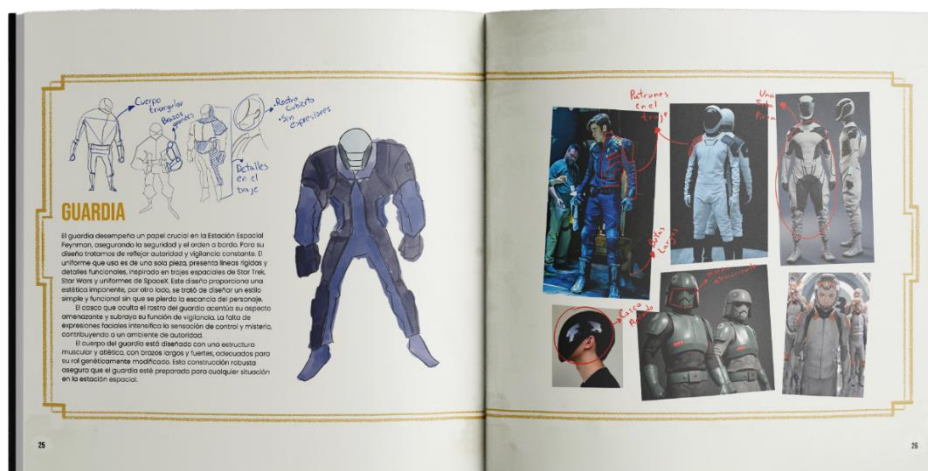 Cuerpo
triangular
Brazos
grandes
Rostro
cubierto
Sin
expresiones
Detalles
en el
traje
GUARDIA
El guardia desempeña un papel crucial en la Estación Espacial
Feynman, asegurando la seguridad y el orden a bordo. Para su
diseño tratamos de reflejar autoridad y vigilancia constante. El
uniforme que usa es de una sola pieza, presenta líneas rígidas y
detalles funcionales, inspirado en trajes espaciales de Star Trek,
Star Wars y uniformes de SpaceX. Este diseño proporciona una
estética imponente, por otro lado, se trató de diseñar un estilo
simple y funcional sin que se pierda la escancia del personaje.
El casco que oculta el rostro del guardia acentúa su aspecto
amenazante y subraya su función de vigilancia. La falta de
expresiones faciales intensifica la sensación de control y misterio,
contribuyendo a un ambiente de autoridad.
El cuerpo del guardia está diseñado con una estructura
muscular y atlética, con brazos largos y fuertes, adecuados para
su rol genéticamente modificado. Esta construcción robusta
asegura que el guardia esté preparado para cualquier situación
en la estación espacial.
25
Patrones
en el
traje
Una
Sola
Pieza
Botas
Largas
Casco
26